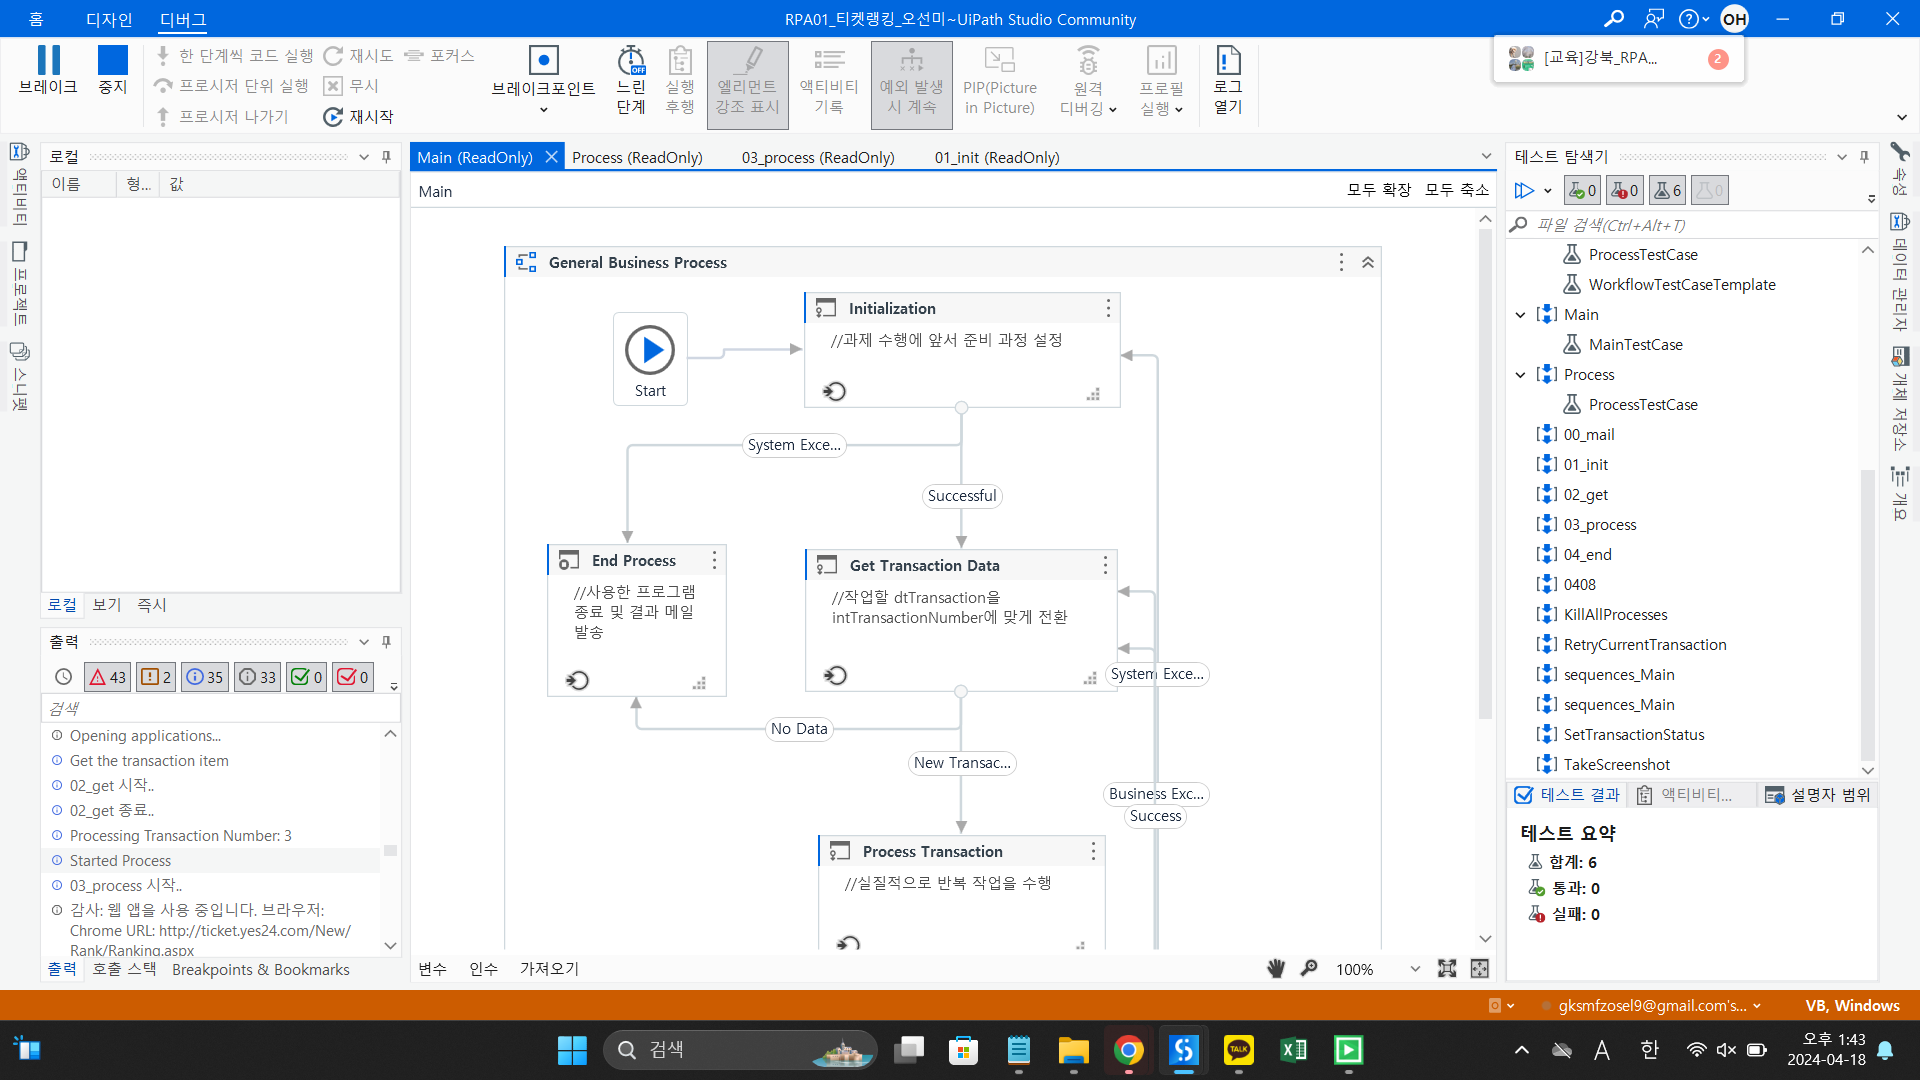 홈
디자인
디버그
RPA01_티켓랭킹_오선미~UiPath Studio Community
OH
브레이크
중지
한 단계씩 코드 실행
프로시저 단위 실행
프로시저 나가기
재시도
무시
재시작
포커스
브레이크포인트
느린
단계
OFF
실행
후행
엘리먼트
강조 표시
액티비티
기록
예외 발생
시 계속
PIP(Picture
in Picture)
원격
디버깅
프로필
실행
로그
열기
[교육]강북_RPA...
2
액티비티
프로젝트
스니펫
로컬
이름
형...
값
로컬
보기
즉시
출력
43
2
35
33
0
0
검색
Opening applications...
Get the transaction item
02_get 시작..
02_get 종료..
Processing Transaction Number: 3
Started Process
03_process 시작..
감사: 웹 앱을 사용 중입니다. 브라우저:
Chrome URL: http://ticket.yes24.com/New/
Rank/Ranking.aspx
출력
호출 스택
Breakpoints & Bookmarks
Main (ReadOnly)
Process (ReadOnly)
03_process (ReadOnly)
01_init (ReadOnly)
Main
모두 확장
모두 축소
General Business Process
Start
Initialization
//과제 수행에 앞서 준비 과정 설정
System Exce...
Successful
End Process
//사용한 프로그램
종료 및 결과 메일
발송
Get Transaction Data
//작업할 dtTransaction을
intTransactionNumber에 맞게 전환
System Exce...
No Data
New Transac...
Business Exc...
Success
Process Transaction
//실질적으로 반복 작업을 수행
변수
인수
가져오기
100%
테스트 탐색기
0
0
6
0
파일 검색(Ctrl+Alt+T)
ProcessTestCase
WorkflowTestCaseTemplate
Main
MainTestCase
Process
ProcessTestCase
00_mail
01_init
02_get
03_process
04_end
0408
KillAllProcesses
RetryCurrentTransaction
sequences_Main
sequences_Main
SetTransactionStatus
TakeScreenshot
테스트 결과
액티비티...
설명자 범위
테스트 요약
합계: 6
통과: 0
실패: 0
속성
데이터 관리자
개체 저장소
개요
gksmfzosel9@gmail.com's...
VB, Windows
검색
TALK
A
한
오후 1:43
2024-04-18